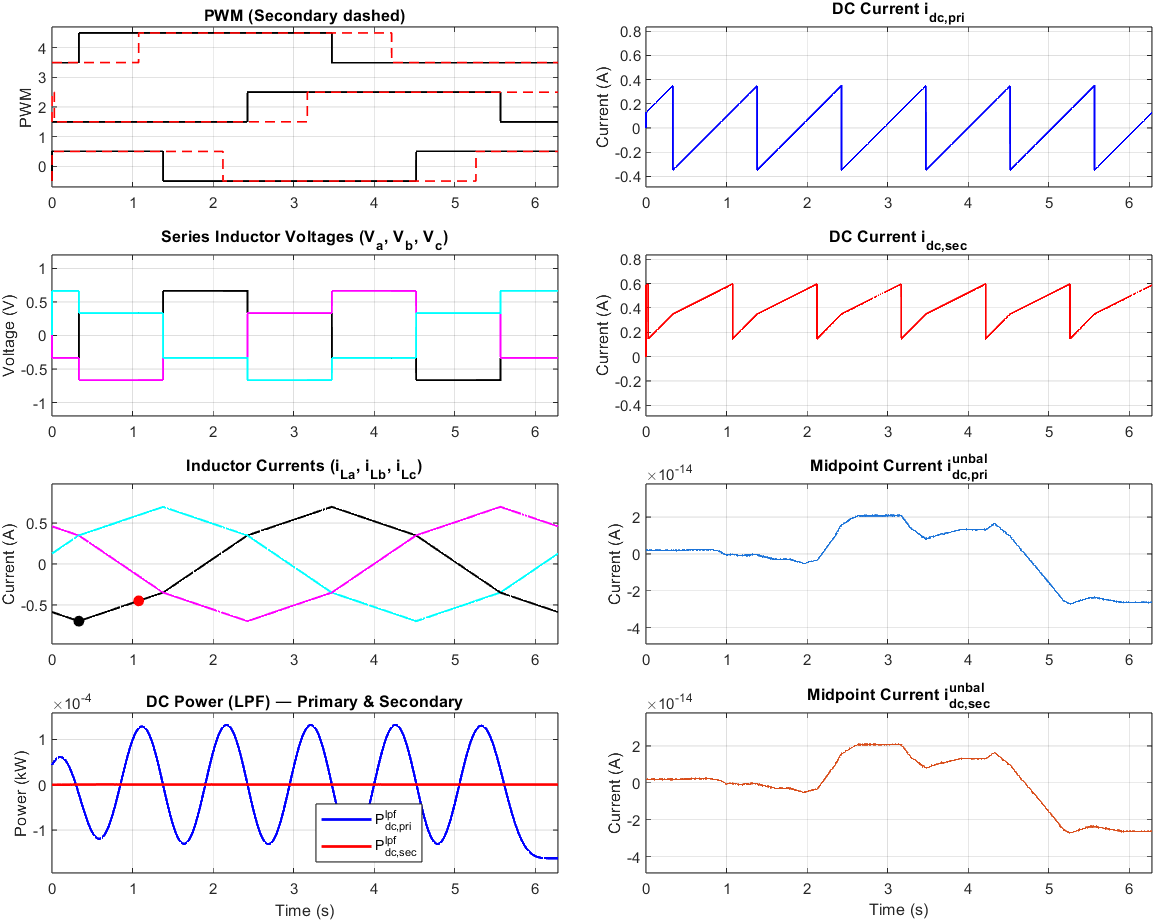 PWM (Secondary dashed)
PWM
4
3
2
1
0
0 1 2 3 4 5 6
DC Current i_dc,pri
Current (A)
0.8
0.4
0.2
0
-0.2
-0.4
0 1 2 3 4 5 6
Series Inductor Voltages (V_a, V_b, V_c)
Voltage (V)
1
0.5
0
-0.5
-1
0 1 2 3 4 5 6
DC Current i_dc,sec
Current (A)
0.8
0.6
0.4
0.2
0
-0.2
-0.4
0 1 2 3 4 5 6
Inductor Currents (i_La, i_Lb, i_Lc)
Current (A)
0.5
0
-0.5
0 1 2 3 4 5 6
Midpoint Current i^unbal_dc,pri
×10^-14
Current (A)
2
0
-2
-4
0 1 2 3 4 5 6
DC Power (LPF) — Primary & Secondary
×10^-4
Power (kW)
1
0
-1
P^lpf_dc,pri
P^lpf_dc,sec
0 1 2 3 4 5 6
Time (s)
Midpoint Current i^unbal_dc,sec
×10^-14
Current (A)
2
0
-2
-4
0 1 2 3 4 5 6
Time (s)